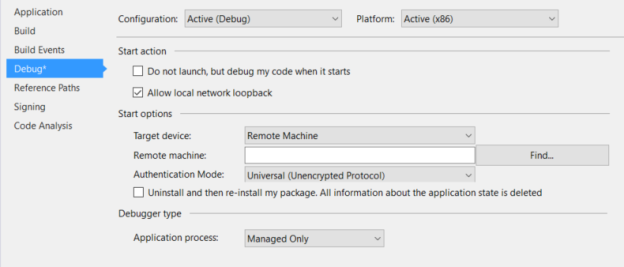 Application
Build
Build Events
Debug*
Reference Paths
Signing
Code Analysis
Configuration: Active (Debug) Platform: Active (x86)
Start action
Do not launch, but debug my code when it starts
Allow local network loopback
Start options
Target device: Remote Machine
Remote machine: Find...
Authentication Mode: Universal (Unencrypted Protocol)
Uninstall and then re-install my package. All information about the application state is deleted
Debugger type
Application process: Managed Only